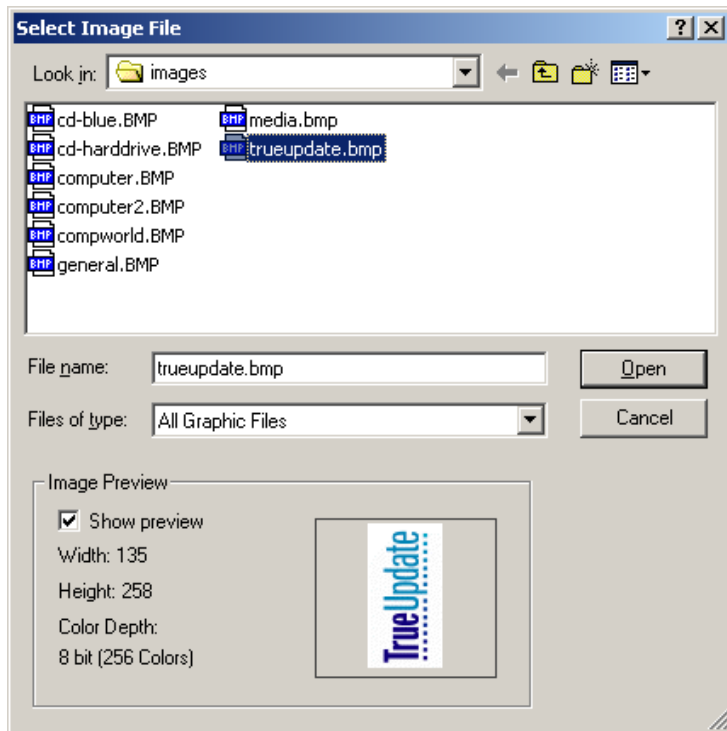 Select Image File
Look in: images
cd-blue.BMP
cd-harddrive.BMP
computer.BMP
computer2.BMP
compworld.BMP
general.BMP
media.bmp
trueupdate.bmp
File name: trueupdate.bmp
Open
Files of type: All Graphic Files
Cancel
Image Preview
Show preview
Width: 135
Height: 258
Color Depth:
8 bit (256 Colors)
TrueUpdate